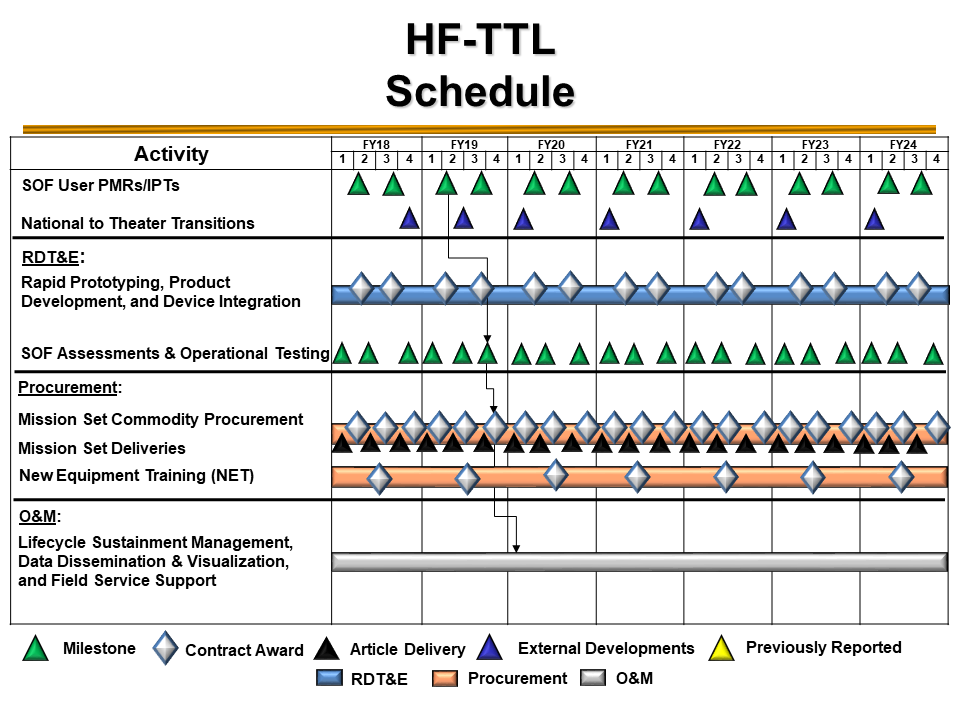 HF-TTL
Schedule
Activity
FY18 FY19 FY20 FY21 FY22 FY23 FY24
1 2 3 4 1 2 3 4 1 2 3 4 1 2 3 4 1 2 3 4 1 2 3 4 1 2 3 4
SOF User PMRs/IPTs
National to Theater Transitions
RDT&E:
Rapid Prototyping, Product
Development, and Device Integration
SOF Assessments & Operational Testing
Procurement:
Mission Set Commodity Procurement
Mission Set Deliveries
New Equipment Training (NET)
O&M:
Lifecycle Sustainment Management,
Data Dissemination & Visualization,
and Field Service Support
Milestone Contract Award Article Delivery External Developments Previously Reported
RDT&E Procurement O&M